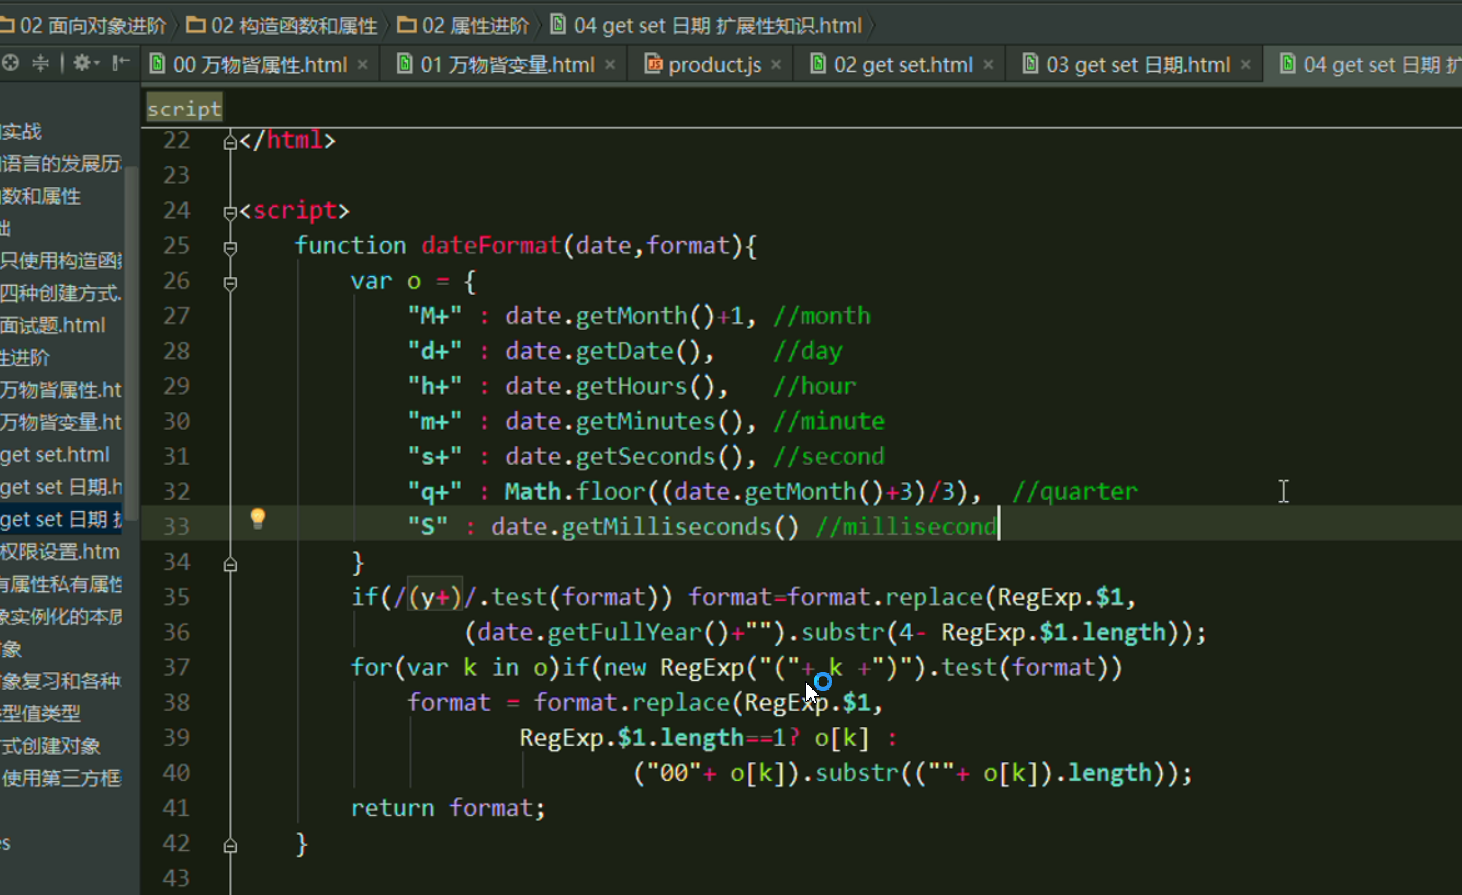 02 面向对象进阶 02 构造函数和属性 02 属性进阶 04 get set 日期 扩展性知识.html
00 万物皆属性.html × 01 万物皆变量.html × product.js × 02 get set.html × 03 get set 日期.html × 04 get set 日期 扩
script
实战
语言的发展历
数和属性
础
只使用构造函
四种创建方式.
面试题.html
性进阶
万物皆属性.ht
万物皆变量.ht
get set.html
get set 日期.h
get set 日期 扩
权限设置.htm
有属性私有属性
象实例化的本质
象
象复习和各种
型值类型
式创建对象
使用第三方框
s
22 </html>
23
24 <script>
25 function dateFormat(date,format){
26 var o = {
27 "M+" : date.getMonth()+1, //month
28 "d+" : date.getDate(), //day
29 "h+" : date.getHours(), //hour
30 "m+" : date.getMinutes(), //minute
31 "s+" : date.getSeconds(), //second
32 "q+" : Math.floor((date.getMonth()+3)/3), //quarter
33 "S" : date.getMilliseconds() //millisecond
34 }
35 if(/(y+)/.test(format)) format=format.replace(RegExp.$1,
36 (date.getFullYear()+"").substr(4- RegExp.$1.length));
37 for(var k in o)if(new RegExp("("+ k +")").test(format))
38 format = format.replace(RegExp.$1,
39 RegExp.$1.length==1? o[k] :
40 ("00"+ o[k]).substr((""+ o[k]).length));
41 return format;
42 }
43